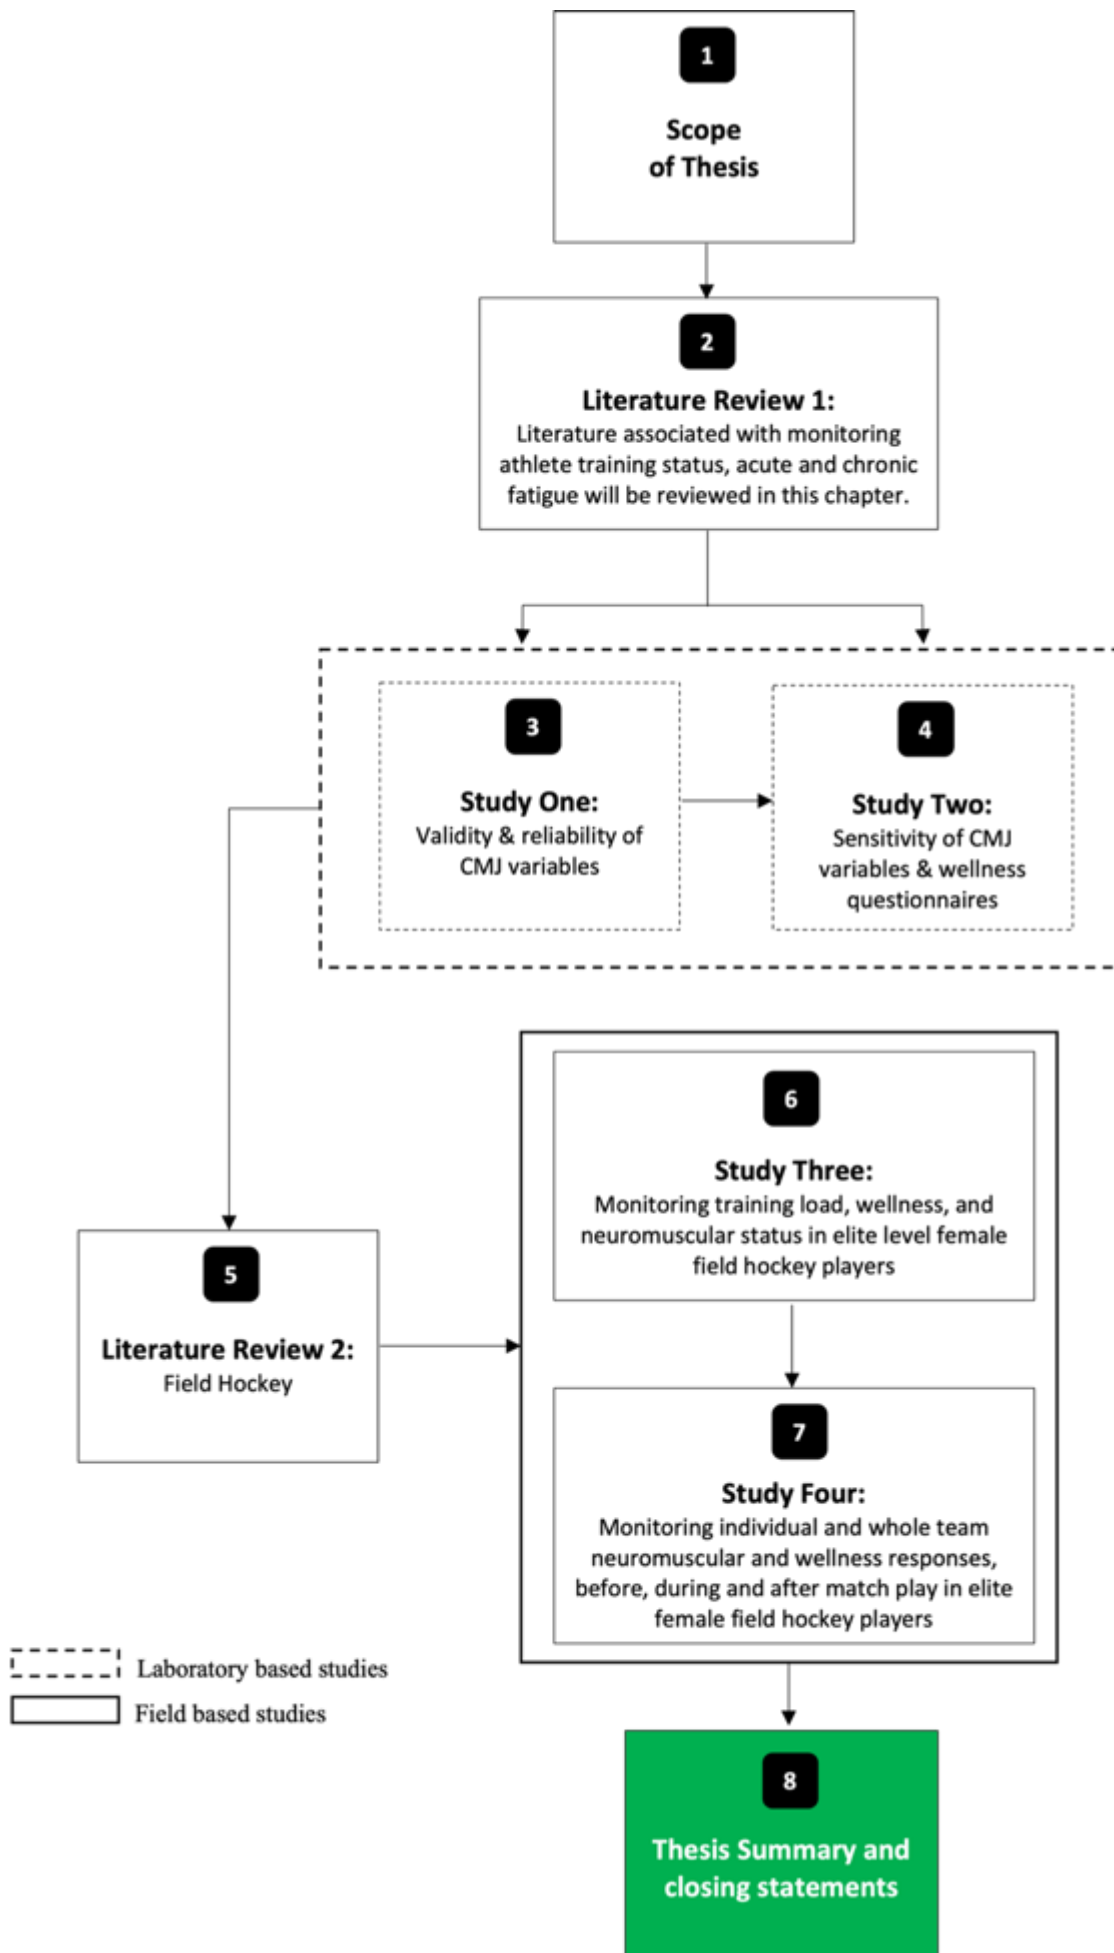 1
Scope
of Thesis
2
Literature Review 1:
Literature associated with monitoring
athlete training status, acute and chronic
fatigue will be reviewed in this chapter.
3
Study One:
Validity & reliability of
CMJ variables
4
Study Two:
Sensitivity of CMJ
variables & wellness
questionnaires
5
Literature Review 2:
Field Hockey
6
Study Three:
Monitoring training load, wellness, and
neuromuscular status in elite level female
field hockey players
7
Study Four:
Monitoring individual and whole team
neuromuscular and wellness responses,
before, during and after match play in elite
female field hockey players
Laboratory based studies
Field based studies
8
Thesis Summary and
closing statements